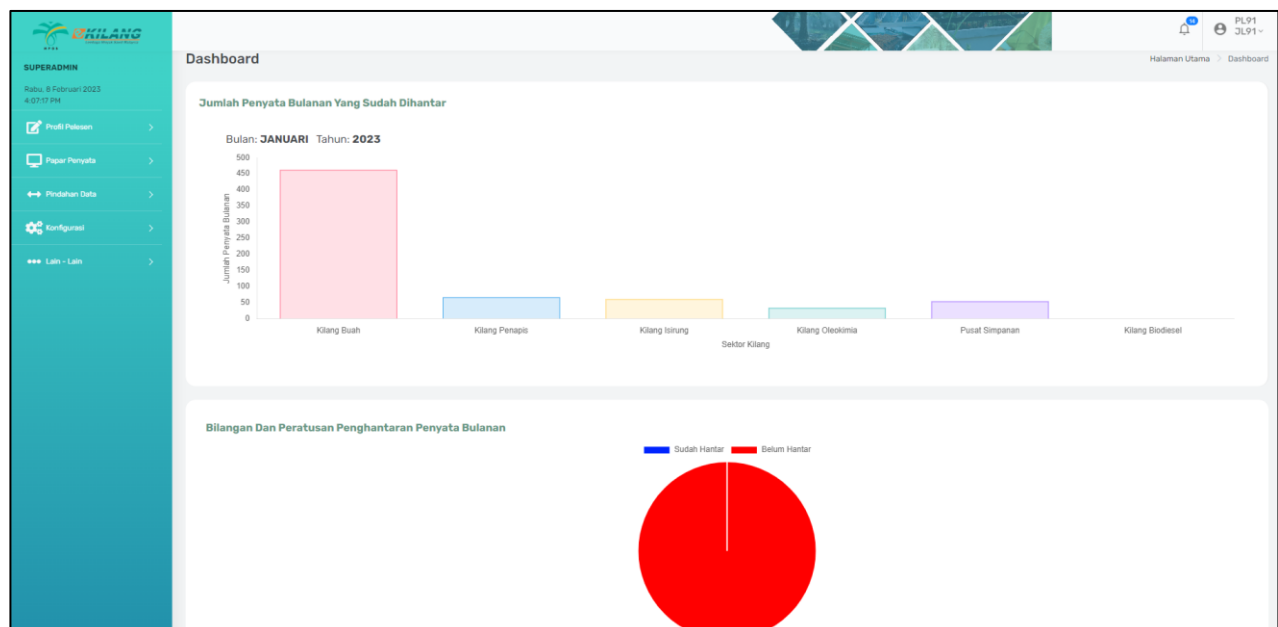 KILANG
SUPERADMIN
Rabu, 8 Februari 2023
4:07:17 PM
Profil Pelesen
Papar Penyata
Pindahan Data
Konfigurasi
Lain - Lain
14
PL91
JL91
Dashboard
Halaman Utama > Dashboard
Jumlah Penyata Bulanan Yang Sudah Dihantar
Bulan: JANUARI Tahun: 2023
Jumlah Penyata Bulanan
500
450
400
350
300
250
200
150
100
50
0
Kilang Buah Kilang Penapis Kilang Isirung Kilang Oleokimia Pusat Simpanan Kilang Biodiesel
Sektor Kilang
Bilangan Dan Peratusan Penghantaran Penyata Bulanan
Sudah Hantar Belum Hantar